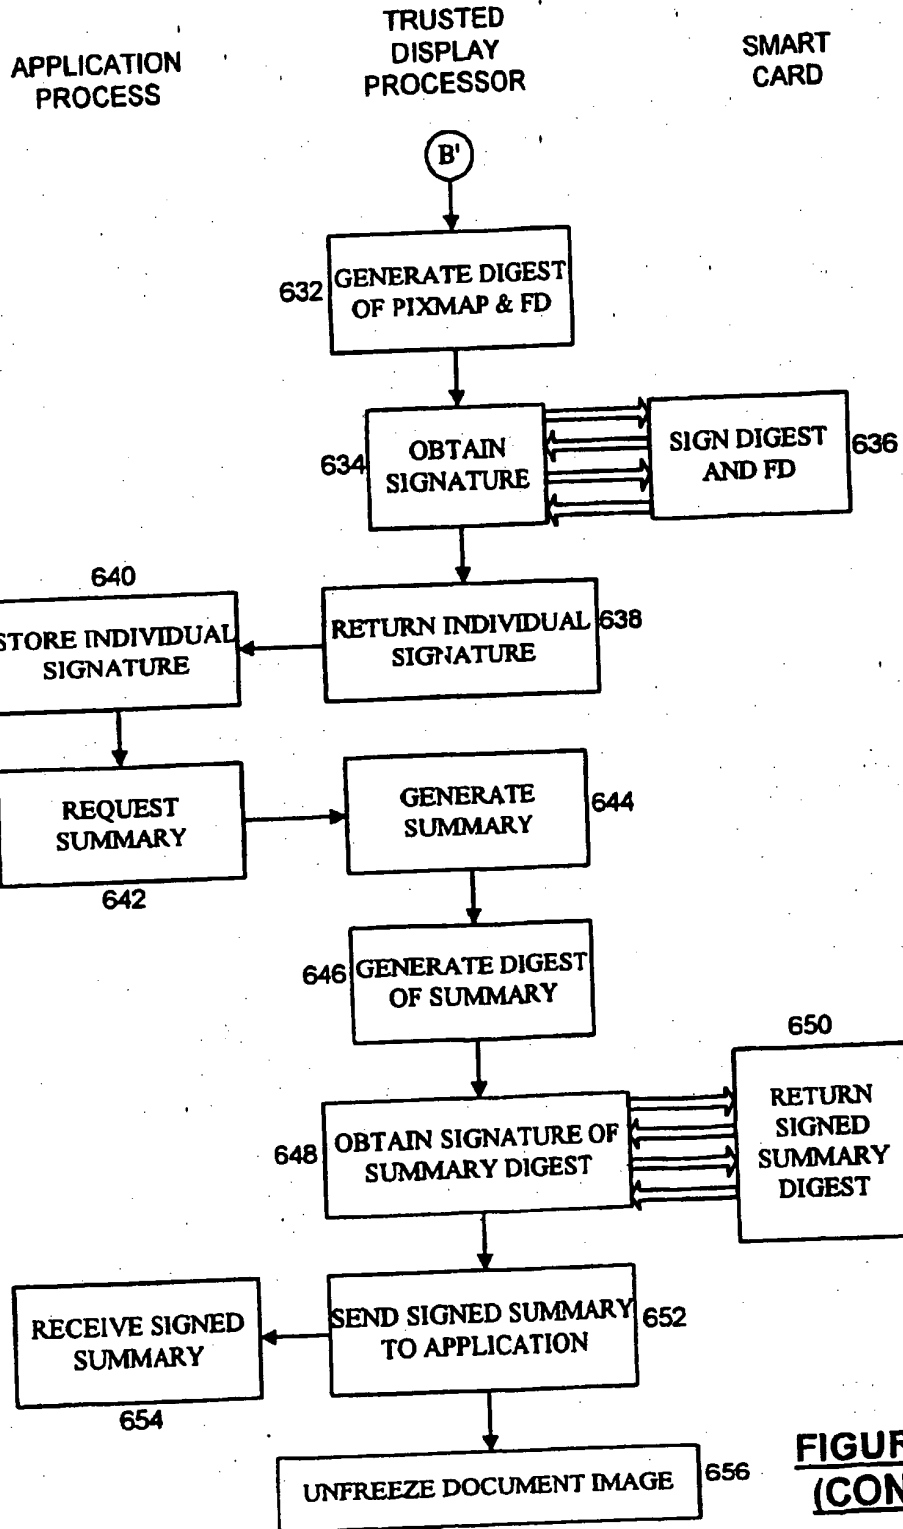 APPLICATION
PROCESS
TRUSTED
DISPLAY
PROCESSOR
SMART
CARD
B'
632
GENERATE DIGEST
OF PIXMAP & FD
634
OBTAIN
SIGNATURE
SIGN DIGEST
AND FD
636
640
STORE INDIVIDUAL
SIGNATURE
RETURN INDIVIDUAL
SIGNATURE
638
REQUEST
SUMMARY
642
GENERATE
SUMMARY
644
646
GENERATE DIGEST
OF SUMMARY
648
OBTAIN SIGNATURE OF
SUMMARY DIGEST
650
RETURN
SIGNED
SUMMARY
DIGEST
RECEIVE SIGNED
SUMMARY
654
SEND SIGNED SUMMARY
TO APPLICATION
652
UNFREEZE DOCUMENT IMAGE
656